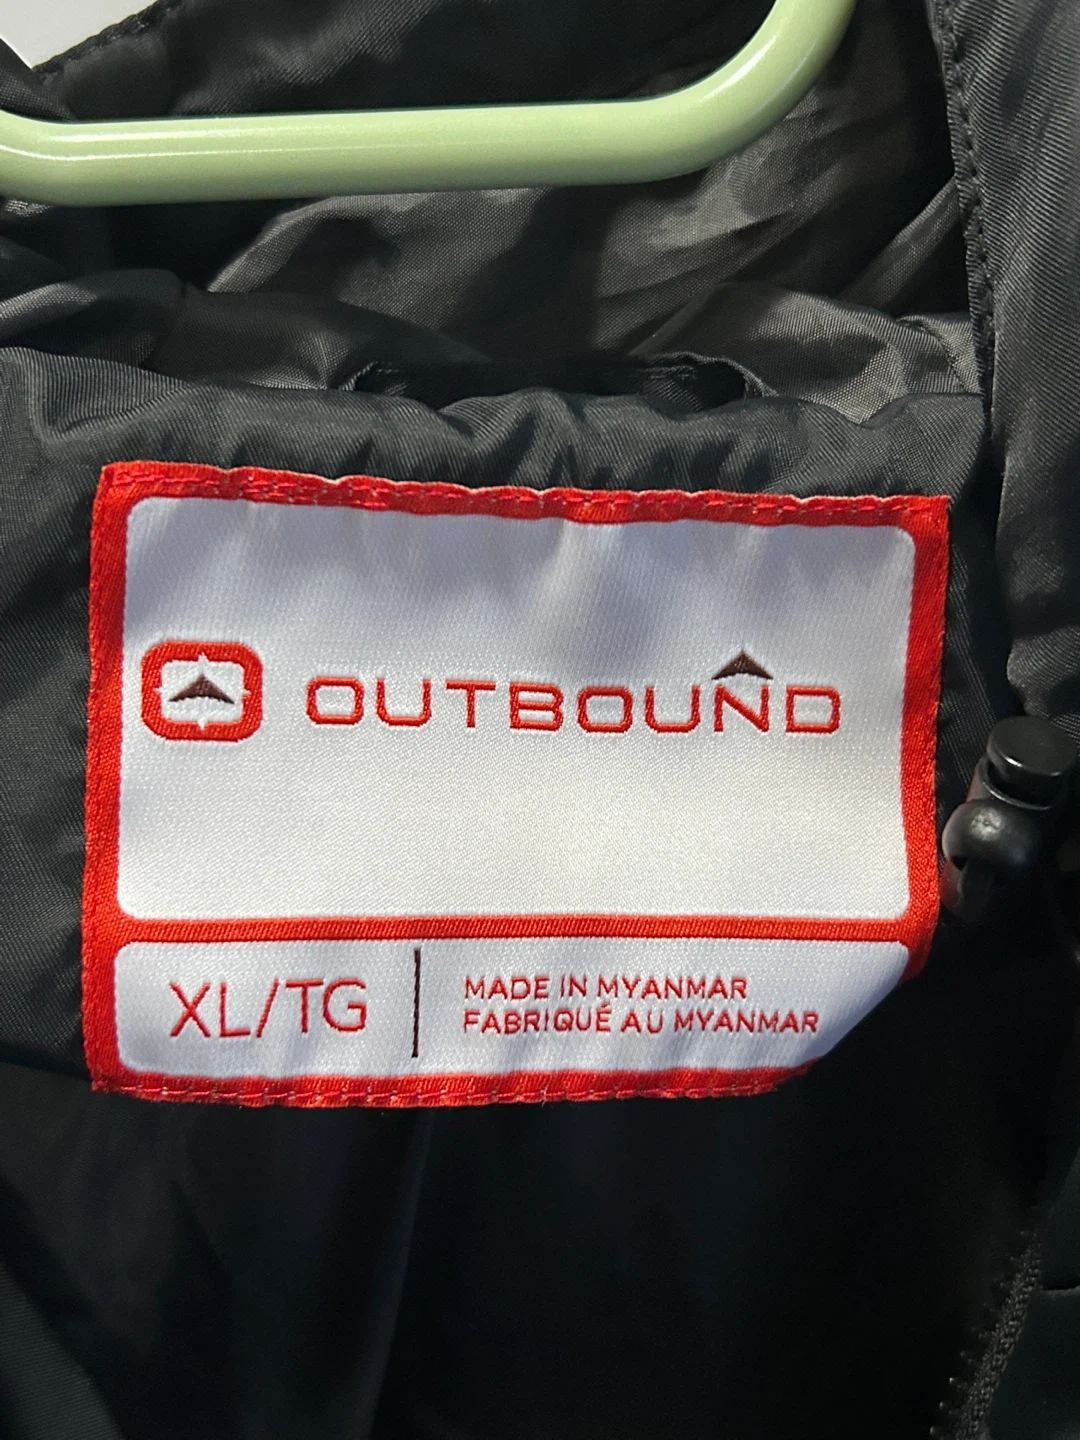 OUTBOUND
XL/TG
MADE IN MYANMAR
FABRIQUÉ AU MYANMAR